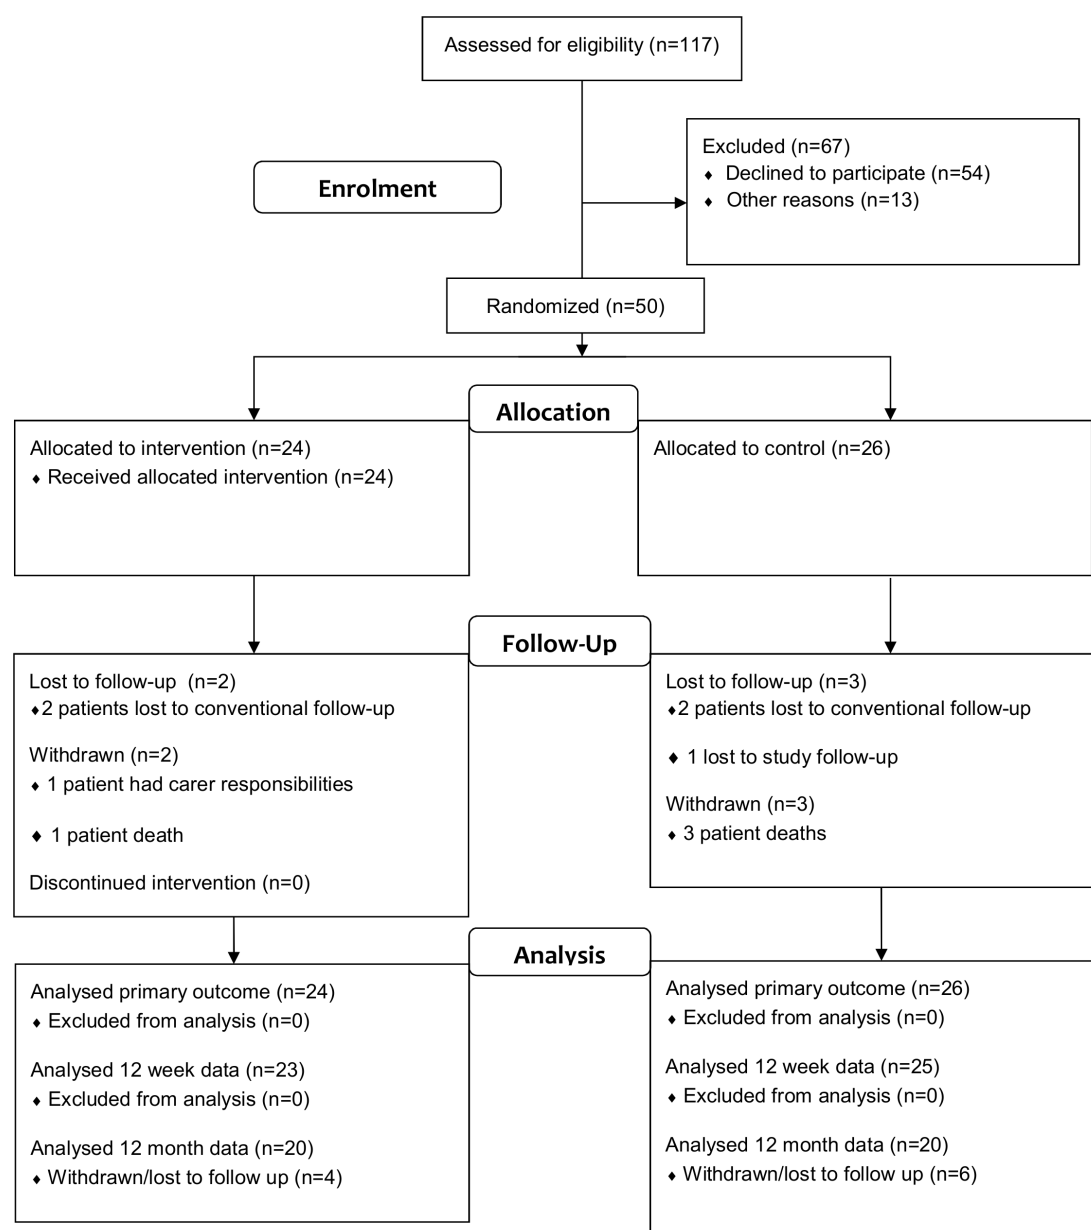 Assessed for eligibility (n=117)
Excluded (n=67)
♦ Declined to participate (n=54)
♦ Other reasons (n=13)
Enrolment
Randomized (n=50)
Allocation
Allocated to intervention (n=24)
♦ Received allocated intervention (n=24)
Allocated to control (n=26)
Follow-Up
Lost to follow-up (n=2)
♦2 patients lost to conventional follow-up
Withdrawn (n=2)
♦ 1 patient had carer responsibilities
♦ 1 patient death
Discontinued intervention (n=0)
Lost to follow-up (n=3)
♦2 patients lost to conventional follow-up
♦ 1 lost to study follow-up
Withdrawn (n=3)
♦ 3 patient deaths
Analysis
Analysed primary outcome (n=24)
♦ Excluded from analysis (n=0)
Analysed 12 week data (n=23)
♦ Excluded from analysis (n=0)
Analysed 12 month data (n=20)
♦ Withdrawn/lost to follow up (n=4)
Analysed primary outcome (n=26)
♦ Excluded from analysis (n=0)
Analysed 12 week data (n=25)
♦ Excluded from analysis (n=0)
Analysed 12 month data (n=20)
♦ Withdrawn/lost to follow up (n=6)